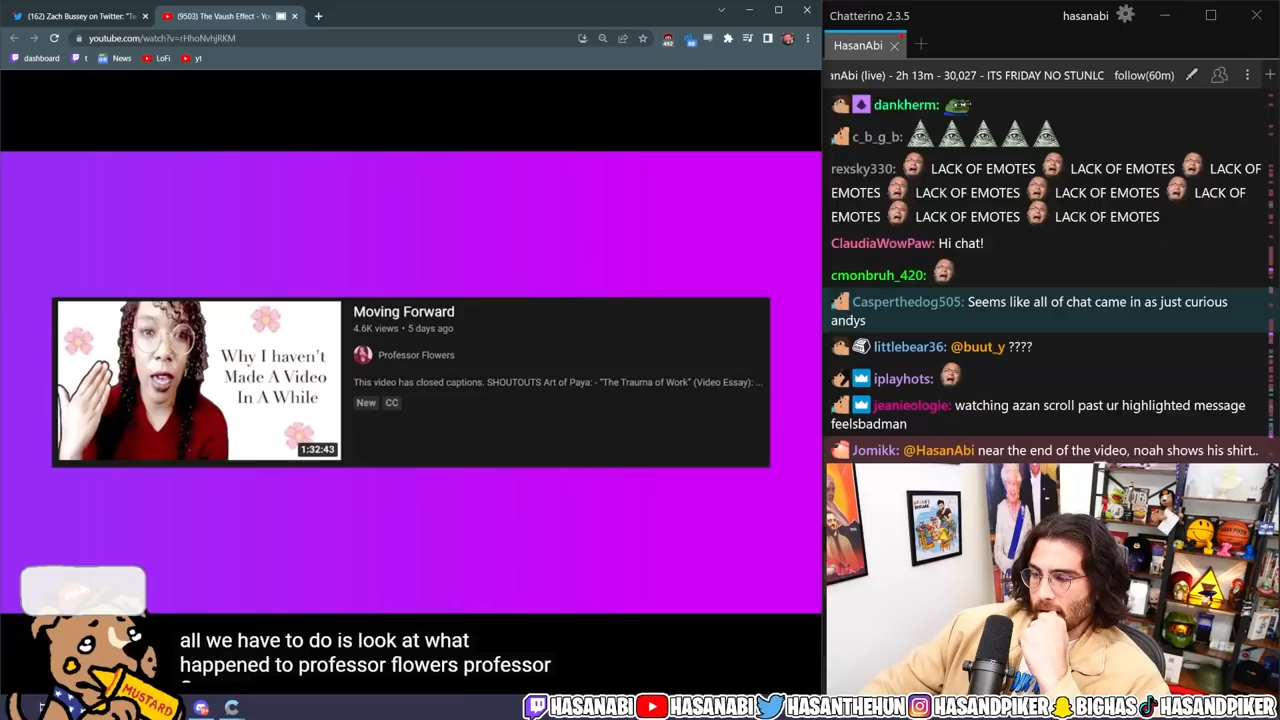 (162) Zach Bussey on Twitter: "Tw
(9503) The Vaush Effect - Yo
youtube.com/watch?v=rHhoNvhjRKM
492
80
dashboard
t
News
LoFi
yt
Moving Forward
4.6K views • 5 days ago
Professor Flowers
This video has closed captions. SHOUTOUTS Art of Paya: - "The Trauma of Work" (Video Essay): ...
New CC
Why I haven't
Made A Video
In A While
1:32:43
all we have to do is look at what
happened to professor flowers professor
MUSTARD
Chatterino 2.3.5
hasanabi
HasanAbi
anAbi (live) - 2h 13m - 30,027 - ITS FRIDAY NO STUNLC
follow(60m)
dankherm:
c_b_g_b:
rexsky330: LACK OF EMOTES LACK OF EMOTES LACK OF
EMOTES LACK OF EMOTES LACK OF EMOTES LACK OF
EMOTES LACK OF EMOTES LACK OF EMOTES
ClaudiaWowPaw: Hi chat!
cmonbruh_420:
Casperthedog505: Seems like all of chat came in as just curious
andys
littlebear36: @buut_y ????
iplayhots:
jeanieologie: watching azan scroll past ur highlighted message
feelsbadman
Jomikk: @HasanAbi near the end of the video, noah shows his shirt..
HASANABI HASANABI HASANTHEHUN HASANDPIKER BIGHAS HASANDPIKER